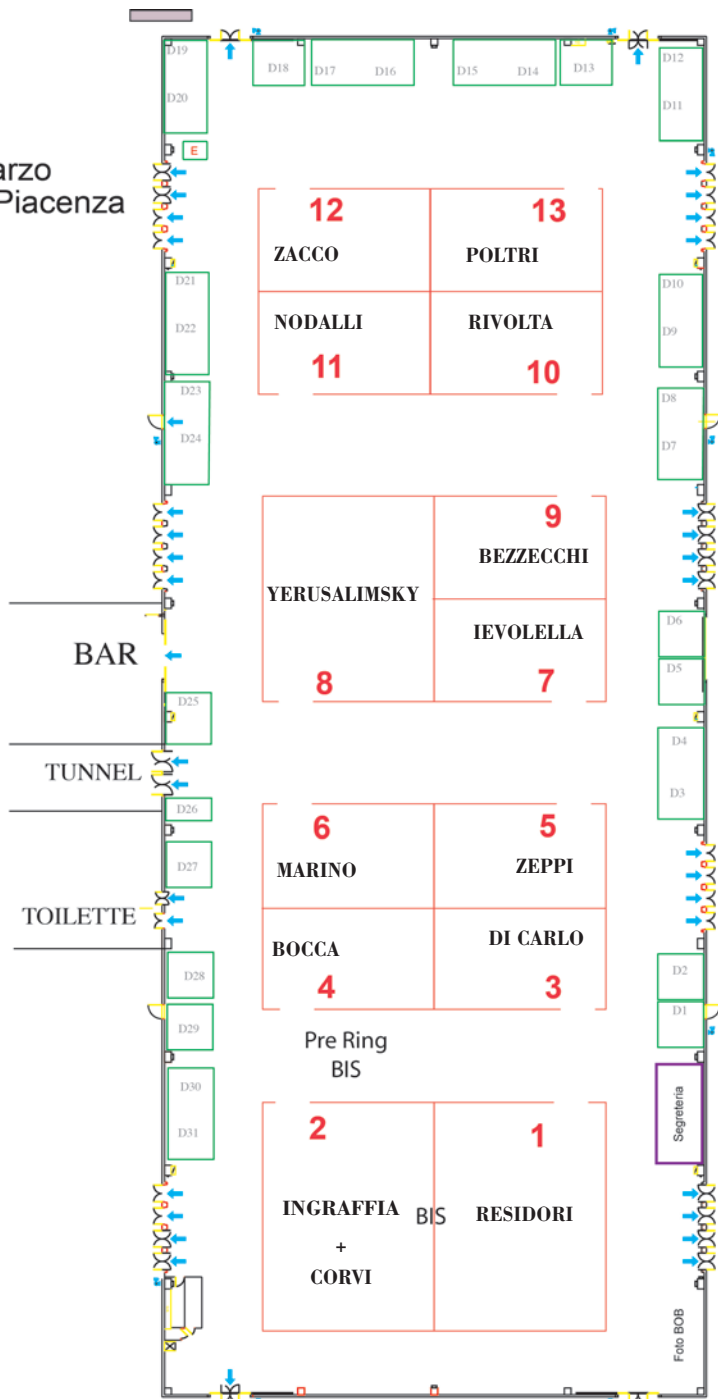 D19
D18
D17
D16
D15
D14
D13
D12
D20
D11
E
arzo
Piacenza
12
13
ZACCO
POLTRI
D21
D10
NODALLI
RIVOLTA
D22
D9
11
10
D23
D8
D24
D7
9
BEZZECCHI
YERUSALIMSKY
IEVOLELLA
D6
BAR
D5
8
7
D25
D4
TUNNEL
D3
D26
6
5
MARINO
ZEPPI
D27
TOILETTE
BOCCA
DI CARLO
D28
D2
4
3
D29
D1
Pre Ring
BIS
D30
Segreteria
2
1
D31
INGRAFFIA
+
CORVI
BIS
RESIDORI
Foto BOB